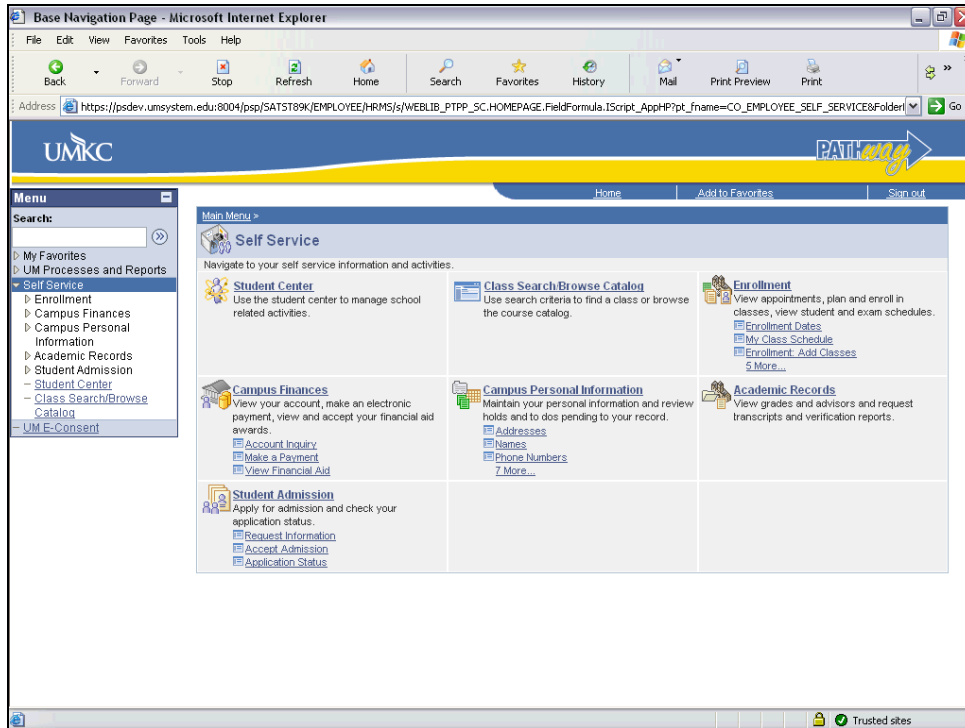 Base Navigation Page - Microsoft Internet Explorer
File Edit View Favorites Tools Help
Back Forward Stop Refresh Home Search Favorites History Mail Print Preview Print »
Address https://psdev.umsystem.edu:8004/psp/SATST89K/EMPLOYEE/HRMS/s/WEBLIB_PTPP_SC.HOMEPAGE.FieldFormula.IScript_AppHP?pt_fname=CO_EMPLOYEE_SELF_SERVICE&FolderI Go
UMKC
PATHway
Home Add to Favorites Sign out
Menu
Search:
My Favorites
UM Processes and Reports
Self Service
Enrollment
Campus Finances
Campus Personal
Information
Academic Records
Student Admission
– Student Center
– Class Search/Browse
Catalog
– UM E-Consent
Main Menu >
Self Service
Navigate to your self service information and activities.
Student Center
Use the student center to manage school
related activities.
Class Search/Browse Catalog
Use search criteria to find a class or browse
the course catalog.
Enrollment
View appointments, plan and enroll in
classes, view student and exam schedules.
Enrollment Dates
My Class Schedule
Enrollment: Add Classes
5 More...
Campus Finances
View your account, make an electronic
payment, view and accept your financial aid
awards.
Account Inquiry
Make a Payment
View Financial Aid
Campus Personal Information
Maintain your personal information and review
holds and to dos pending to your record.
Addresses
Names
Phone Numbers
7 More...
Academic Records
View grades and advisors and request
transcripts and verification reports.
Student Admission
Apply for admission and check your
application status.
Request Information
Accept Admission
Application Status
Trusted sites